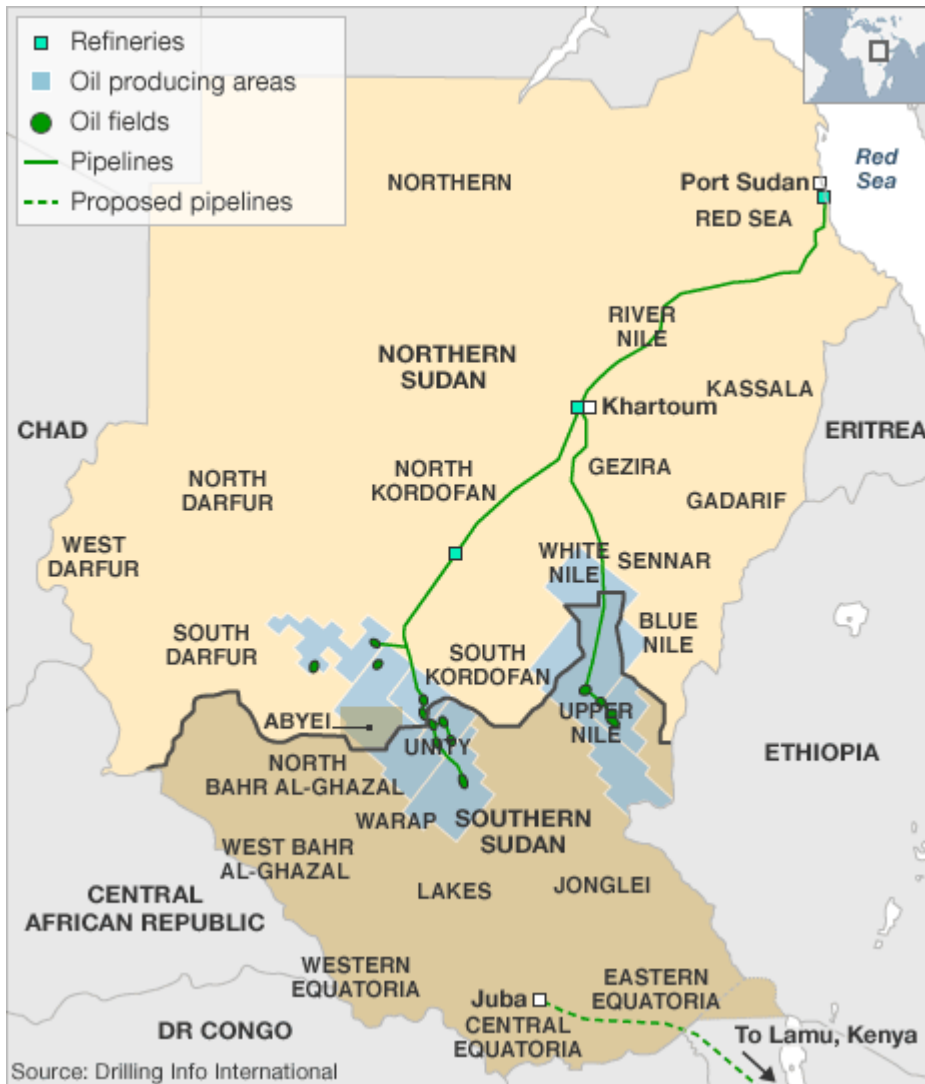 Refineries
Oil producing areas
Oil fields
Pipelines
Proposed pipelines
Red
Sea
Port Sudan
RED SEA
NORTHERN
RIVER
NILE
NORTHERN
SUDAN
KASSALA
Khartoum
CHAD
ERITREA
GEZIRA
NORTH
KORDOFAN
NORTH
DARFUR
GADARIF
WEST
DARFUR
WHITE
NILE
SENNAR
BLUE
NILE
SOUTH
DARFUR
SOUTH
KORDOFAN
ABYEI
UPPER
NILE
UNITY
ETHIOPIA
NORTH
BAHR AL-GHAZAL
WARAP
SOUTHERN
SUDAN
WEST BAHR
AL-GHAZAL
LAKES
JONGLEI
CENTRAL
AFRICAN REPUBLIC
WESTERN
EQUATORIA
EASTERN
EQUATORIA
Juba
CENTRAL
EQUATORIA
DR CONGO
To Lamu, Kenya
Source: Drilling Info International